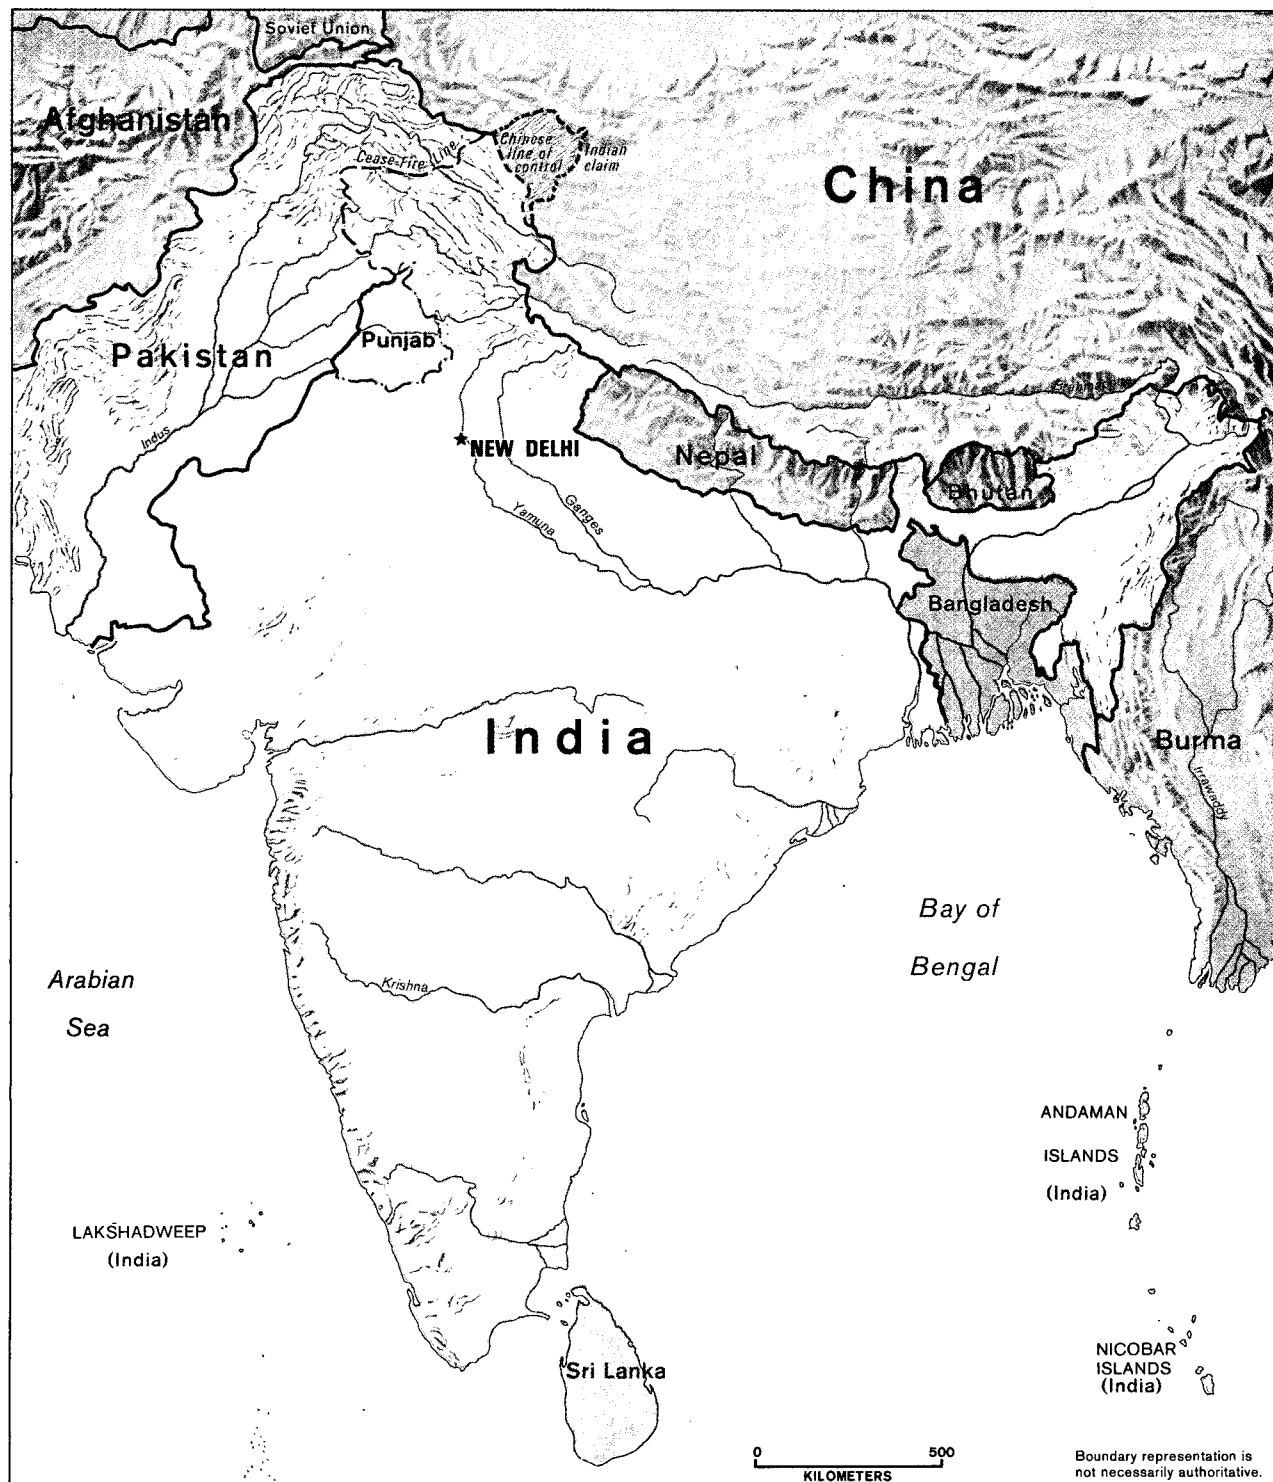 Soviet Union
Afghanistan
Chinese
line of
control
Indian
claim
Cease-Fire Line
China
Punjab
Pakistan
Indus
NEW DELHI
Nepal
Bhutan
Ganges
Yamuna
Bangladesh
India
Burma
Irrawaddy
Bay of
Bengal
Arabian
Sea
Krishna
ANDAMAN
ISLANDS
(India)
LAKSHADWEEP
(India)
NICOBAR
ISLANDS
(India)
Sri Lanka
0 500
KILOMETERS
Boundary representation is
not necessarily authoritative.